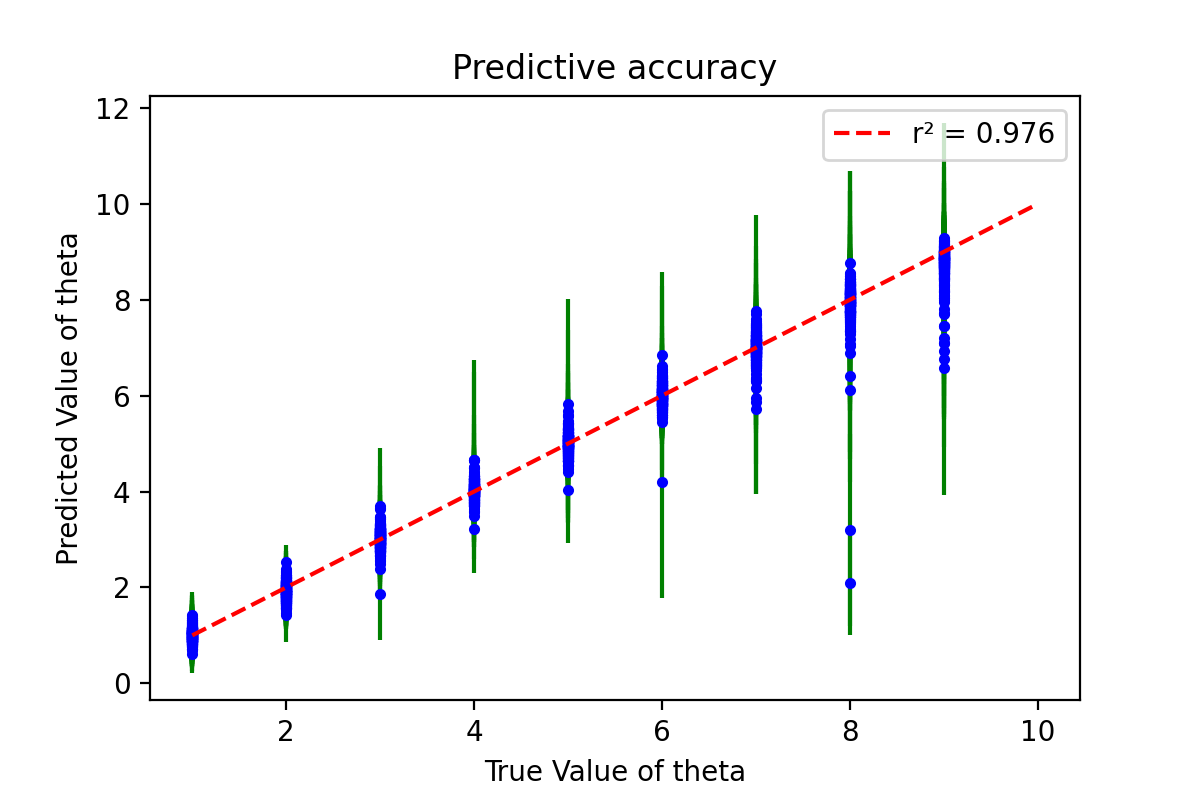 Predictive accuracy
12
10
8
6
4
2
0
Predicted Value of theta
r² = 0.976
2 4 6 8 10
True Value of theta